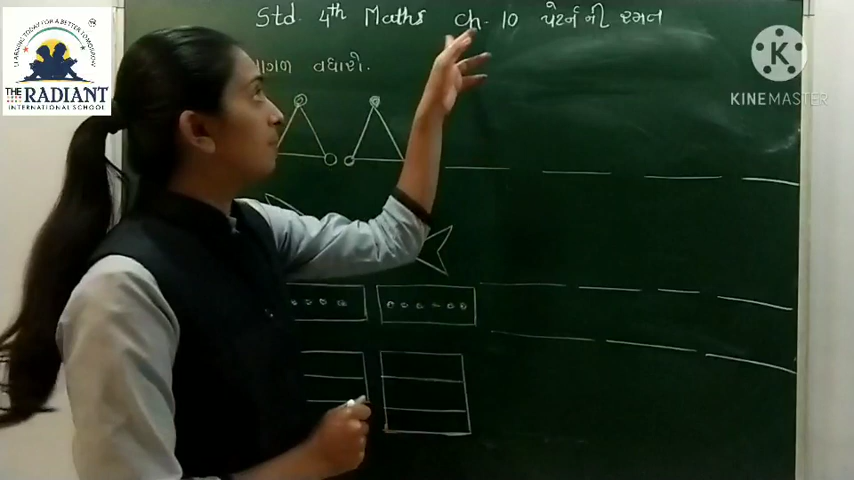 LEARNING TODAY FOR A BETTER TOMORROW
THE RADIANT
INTERNATIONAL SCHOOL
Std. 4th Maths Ch- 10 પેટર્ન ની રમત
આગળ વધારો.
K
KINEMASTER